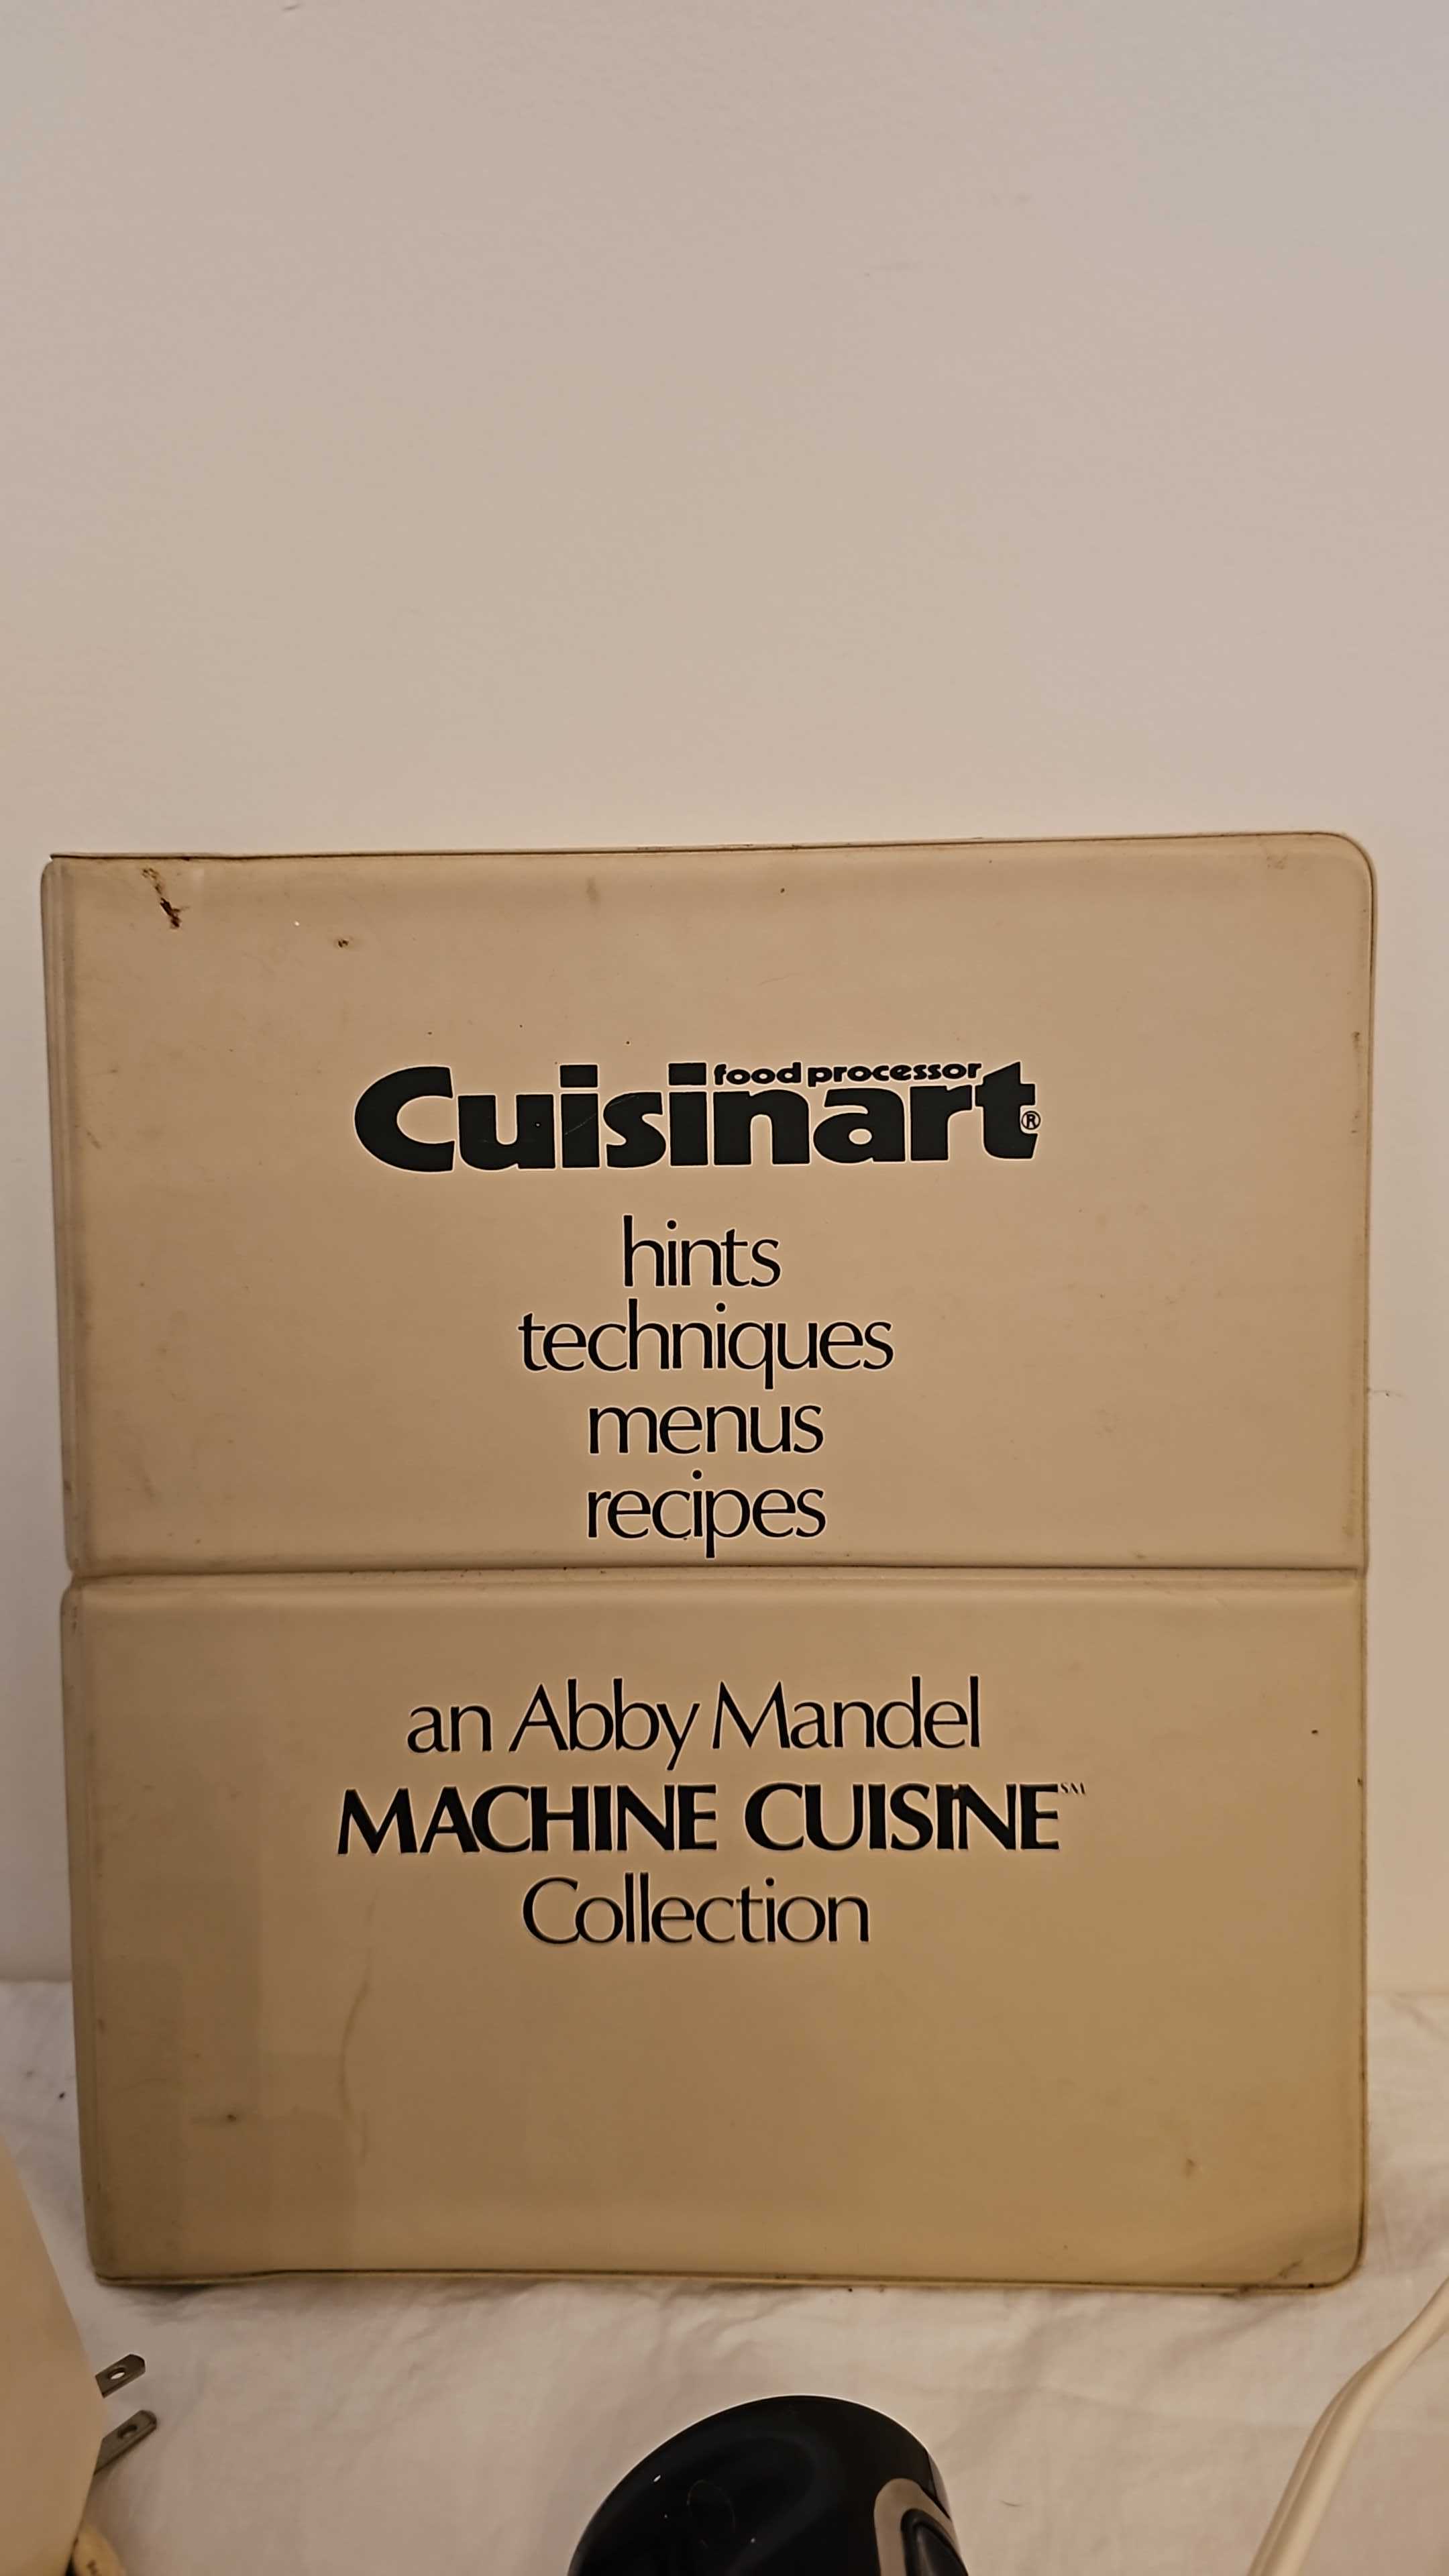 food processor
Cuisinart®
hints
techniques
menus
recipes
an Abby Mandel
MACHINE CUISINE℠
Collection